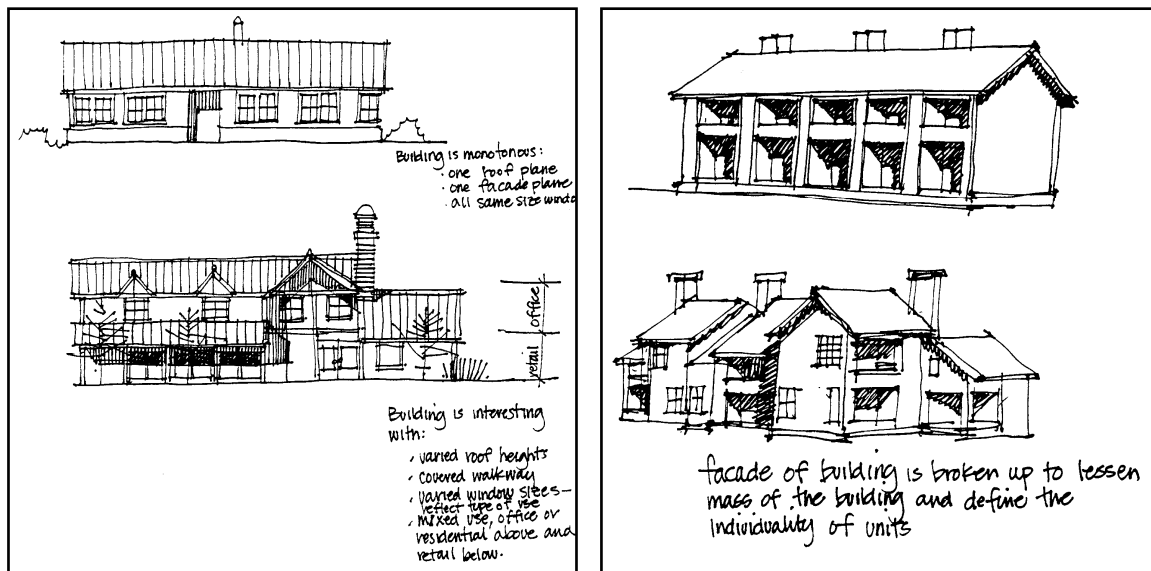 Building is monotonous:
· one roof plane
· one facade plane
· all same size windo
office
retail
Building is interesting
with:
✓ varied roof heights
✓ covered walkway
✓ varied window sizes–
reflect type of use
✓ mixed use, office or
residential above and
retail below.
facade of building is broken up to lessen
mass of the building and define the
individuality of units